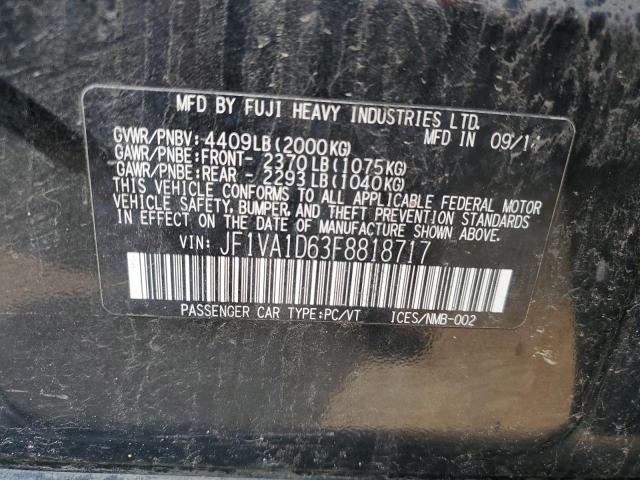 MFD BY FUJI HEAVY INDUSTRIES LTD.
GVWR/PNBV: 4409LB(2000KG) MFD IN 09/14
GAWR/PNBE:FRONT- 2370LB(1075KG)
GAWR/PNBE:REAR - 2293LB(1040KG)
THIS VEHICLE CONFORMS TO ALL APPLICABLE FEDERAL MOTOR
VEHICLE SAFETY, BUMPER, AND THEFT PREVENTION STANDARDS
IN EFFECT ON THE DATE OF MANUFACTURE SHOWN ABOVE.
VIN: JF1VA1D63F8818717
PASSENGER CAR TYPE:PC/VT ICES/NMB-002